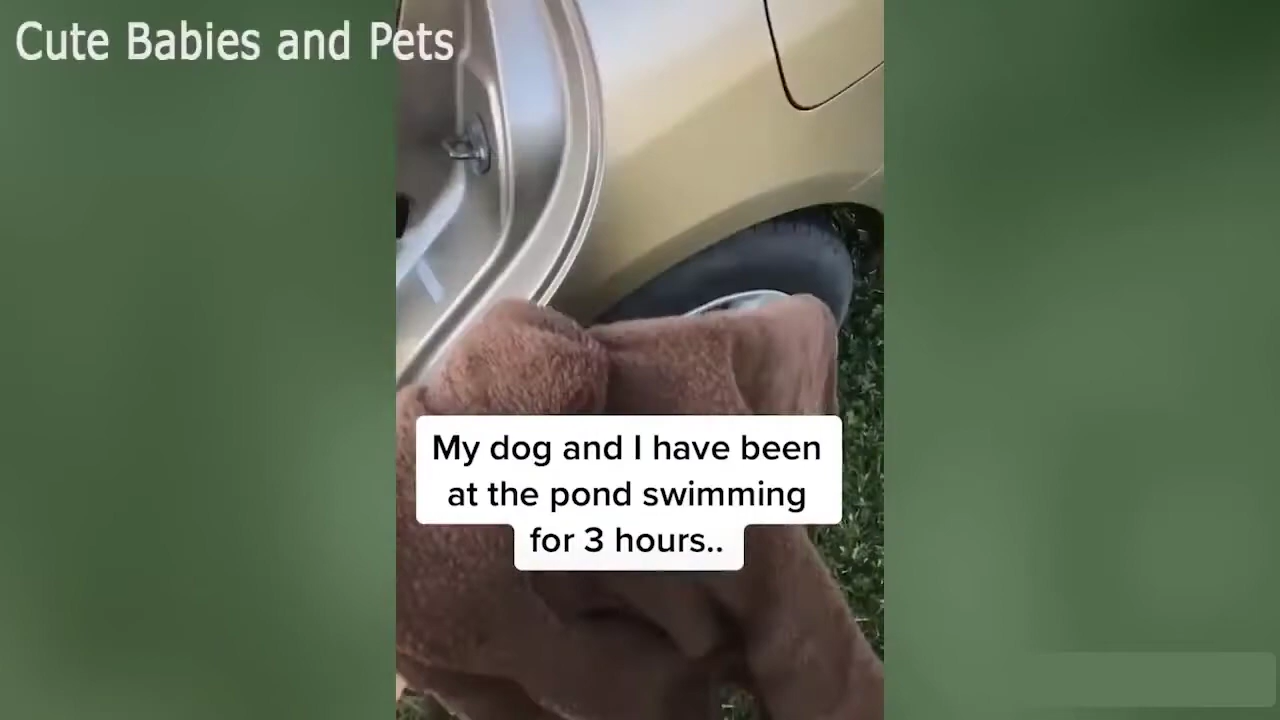 Cute Babies and Pets
My dog and I have been
at the pond swimming
for 3 hours..